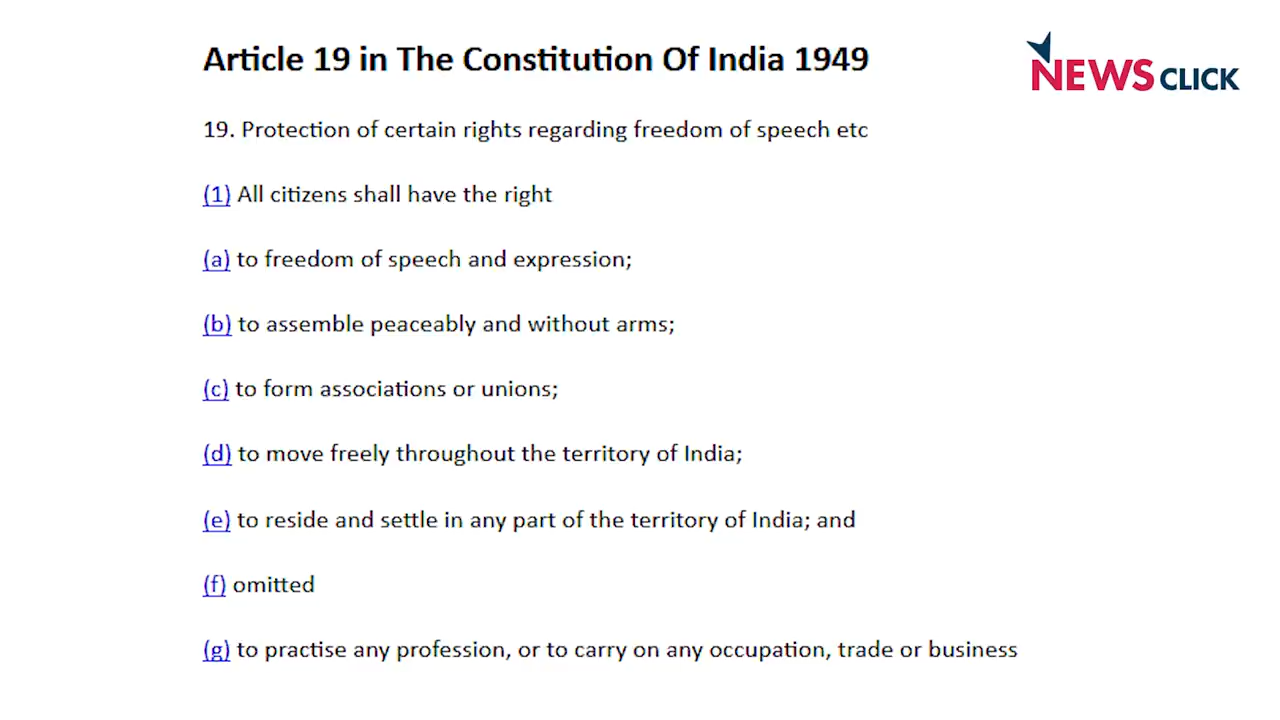 Article 19 in The Constitution Of India 1949
NEWS CLICK
19. Protection of certain rights regarding freedom of speech etc
(1) All citizens shall have the right
(a) to freedom of speech and expression;
(b) to assemble peaceably and without arms;
(c) to form associations or unions;
(d) to move freely throughout the territory of India;
(e) to reside and settle in any part of the territory of India; and
(f) omitted
(g) to practise any profession, or to carry on any occupation, trade or business